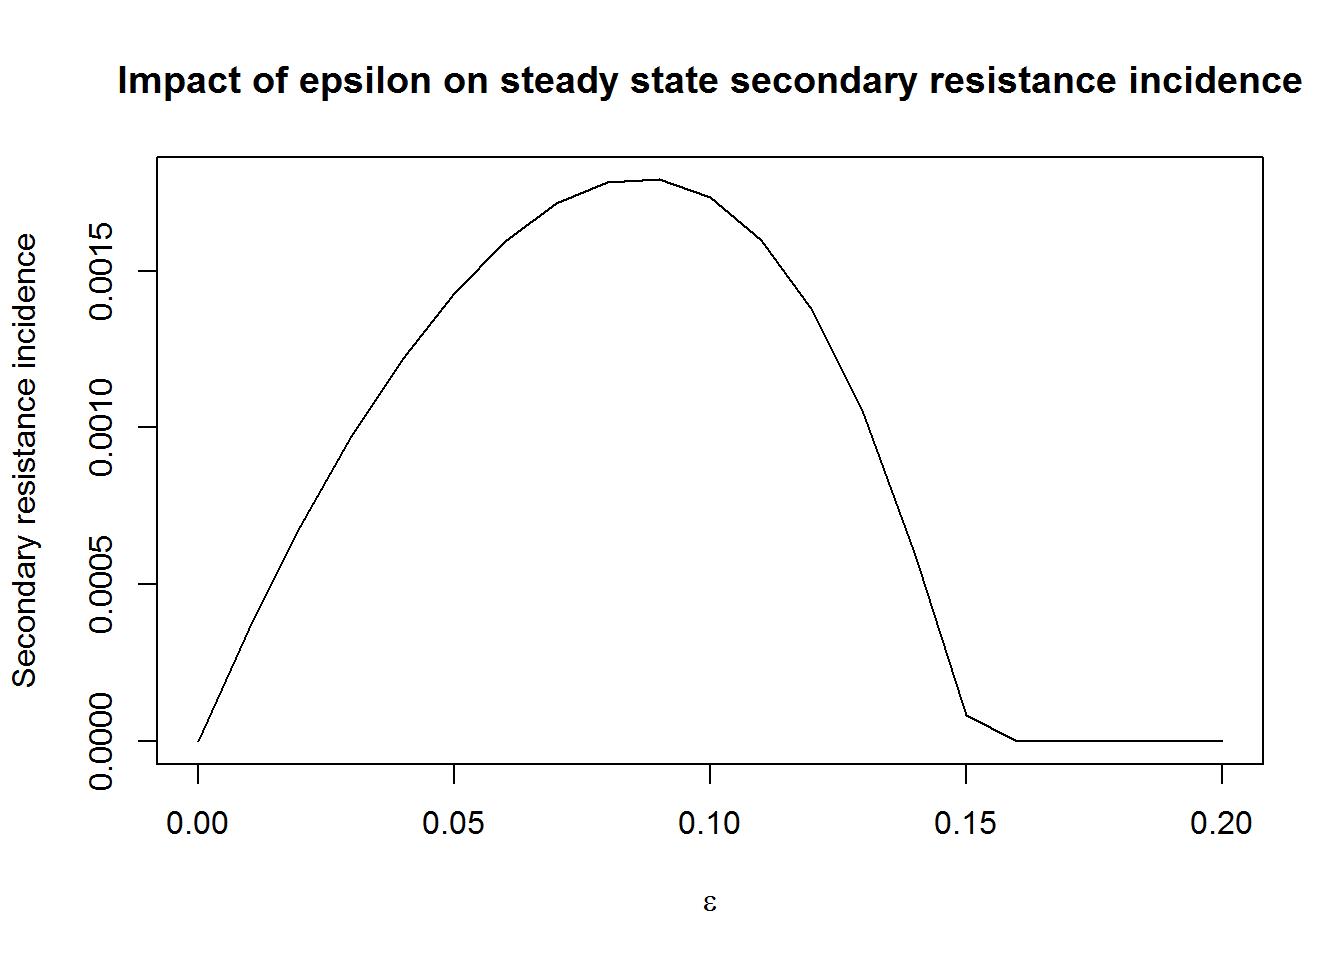 Impact of epsilon on steady state secondary resistance incidence
Secondary resistance incidence
0.0015
0.0010
0.0005
0.0000
0.00 0.05 0.10 0.15 0.20
ε